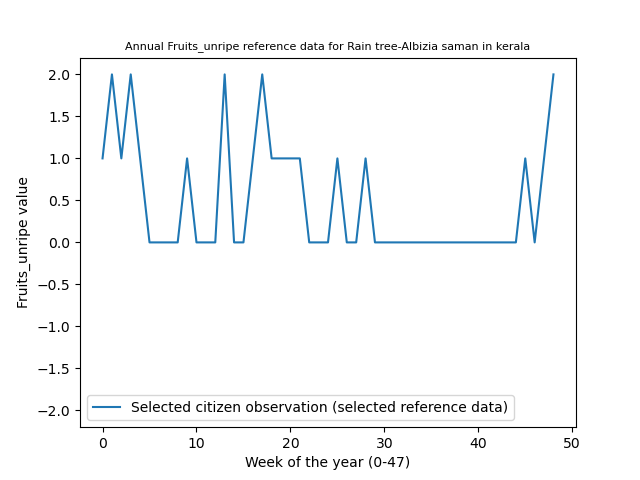 Annual Fruits_unripe reference data for Rain tree-Albizia saman in kerala
2.0
1.5
1.0
0.5
0.0
−0.5
−1.0
−1.5
−2.0
Fruits_unripe value
Selected citizen observation (selected reference data)
0 10 20 30 40 50
Week of the year (0-47)